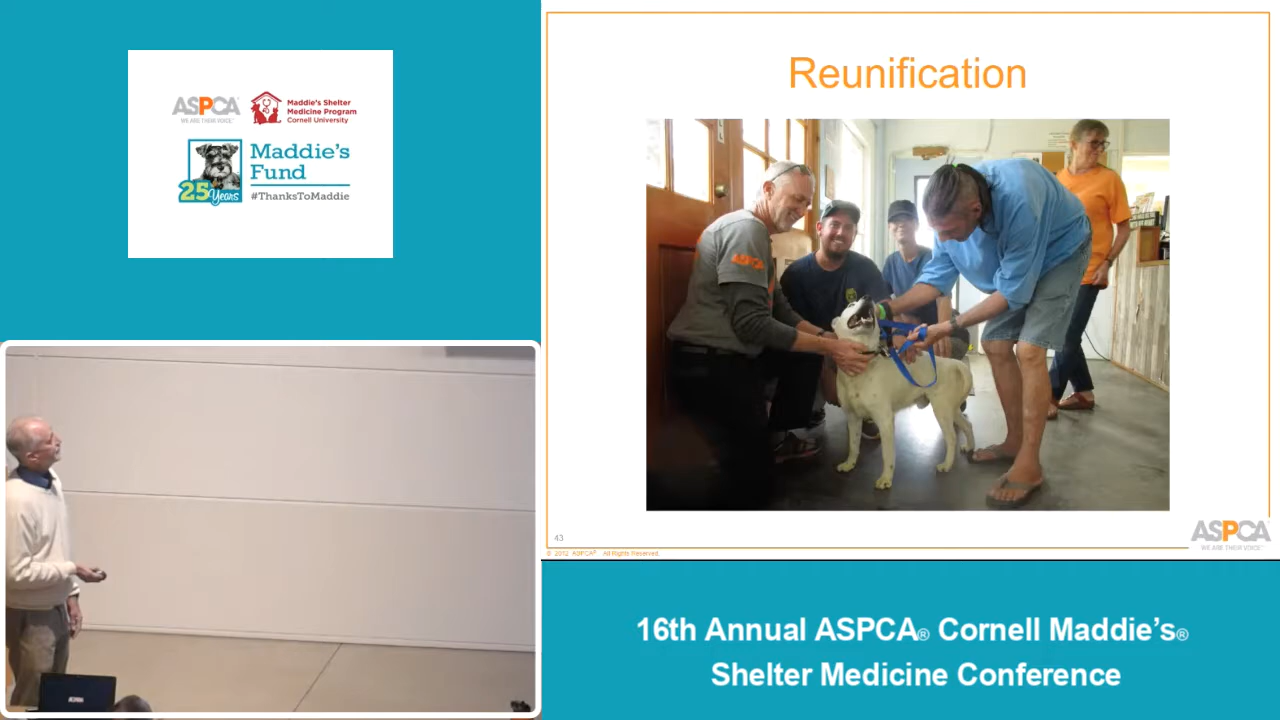 ASPCA
WE ARE THEIR VOICE
Maddie's Shelter
Medicine Program
Cornell University
Maddie's
Fund
25 Years
#ThanksToMaddie
Reunification
ASPCA
43
© 2012 ASPCA® All Rights Reserved.
ASPCA
WE ARE THEIR VOICE
16th Annual ASPCA® Cornell Maddie's®
Shelter Medicine Conference